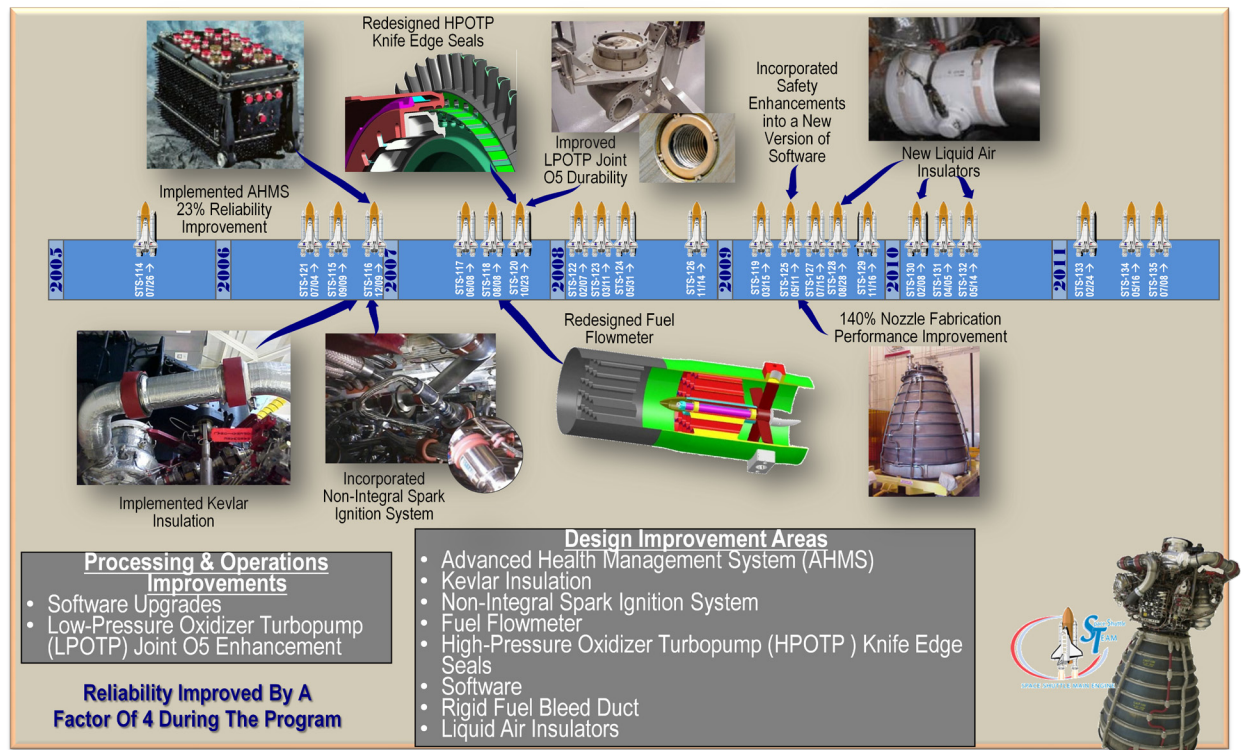 Redesigned HPOTP
Knife Edge Seals
Implemented AHMS
23% Reliability
Improvement
Improved
LPOTP Joint
O5 Durability
Incorporated
Safety
Enhancements
into a New
Version of
Software
New Liquid Air
Insulators
2005
STS-114
07/26 →
2006
STS-121
07/04 →
STS-115
09/09 →
STS-116
12/09 →
2007
STS-117
06/08 →
STS-118
08/08 →
STS-120
10/23 →
2008
STS-122
02/07 →
STS-123
03/11 →
STS-124
05/31 →
STS-126
11/14 →
2009
STS-119
03/15 →
STS-125
05/11 →
STS-127
07/15 →
STS-128
08/28 →
STS-129
11/16 →
2010
STS-130
02/08 →
STS-131
04/05 →
STS-132
05/14 →
2011
STS-133
02/24 →
STS-134
05/16 →
STS-135
07/08 →
Implemented Kevlar
Insulation
Incorporated
Non-Integral Spark
Ignition System
Redesigned Fuel
Flowmeter
140% Nozzle Fabrication
Performance Improvement
Processing & Operations
Improvements
• Software Upgrades
• Low-Pressure Oxidizer Turbopump
(LPOTP) Joint O5 Enhancement
Reliability Improved By A
Factor Of 4 During The Program
Design Improvement Areas
• Advanced Health Management System (AHMS)
• Kevlar Insulation
• Non-Integral Spark Ignition System
• Fuel Flowmeter
• High-Pressure Oxidizer Turbopump (HPOTP ) Knife Edge
Seals
• Software
• Rigid Fuel Bleed Duct
• Liquid Air Insulators
SPACE SHUTTLE MAIN ENGINE